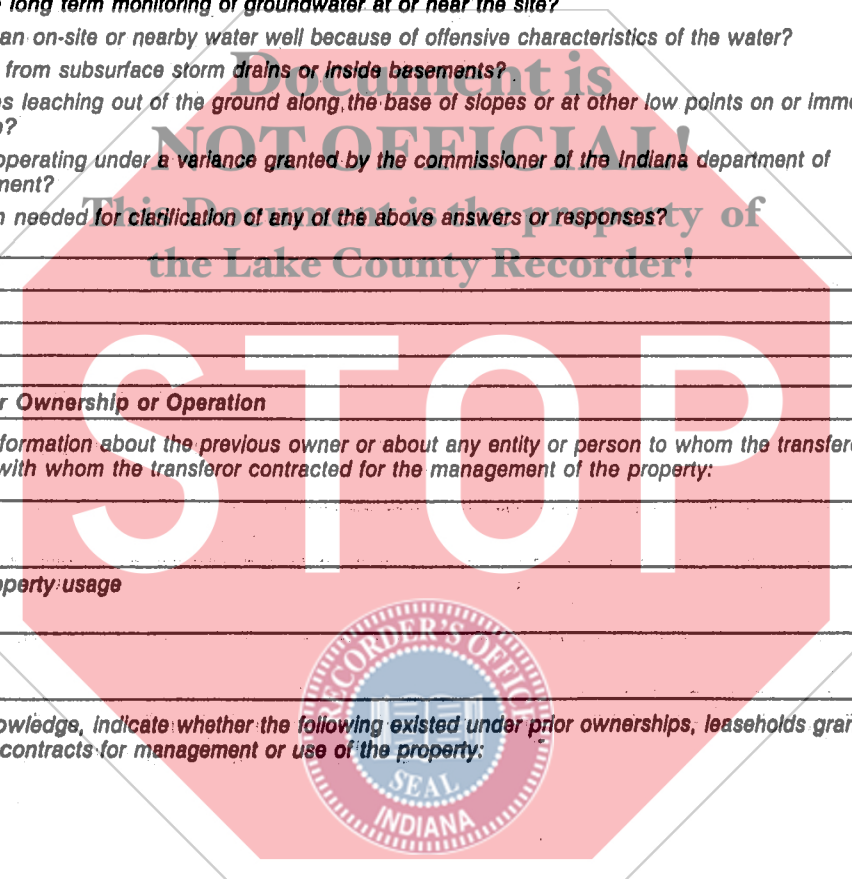 long term monitoring of groundwater at or near the site?
an on-site or nearby water well because of offensive characteristics of the water?
from subsurface storm drains or inside basements?
Document is
leaching out of the ground along the base of slopes or at other low points on or
NOT OFFICIAL!
operating under a variance granted by the commissioner of the Indiana department of
This Document is the property of
needed for clarification of any of the above answers or responses?
the Lake County Recorder!
STOP
Ownership or Operation
about the previous owner or about any entity or person to whom the
with whom the transferor contracted for the management of the property:
usage
RECORDER'S OFFICE
indicate whether the following existed under prior ownerships, leaseholds
contracts for management or use of the property:
SEAL
INDIANA